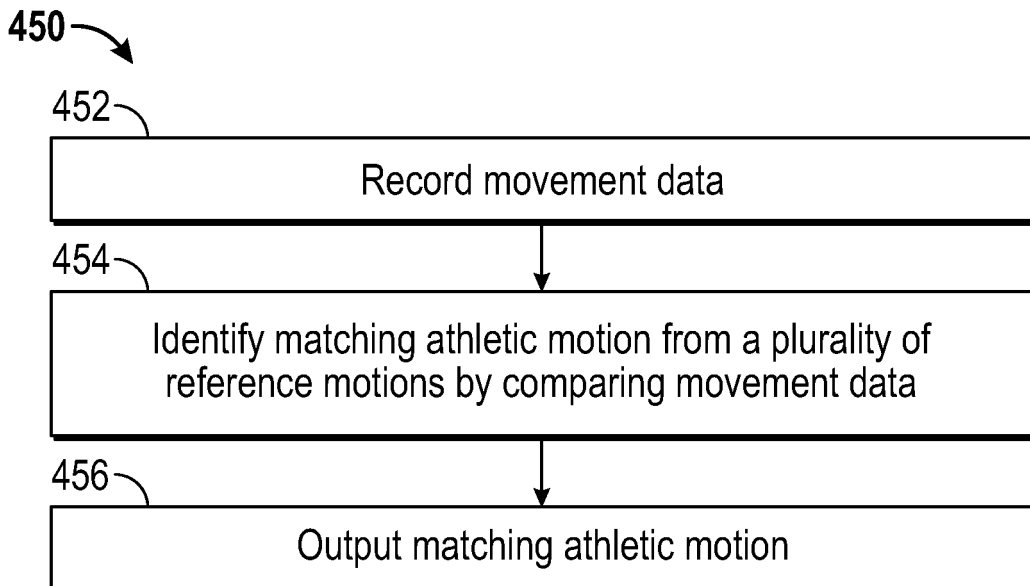 450
452
Record movement data
454
Identify matching athletic motion from a plurality of
reference motions by comparing movement data
456
Output matching athletic motion